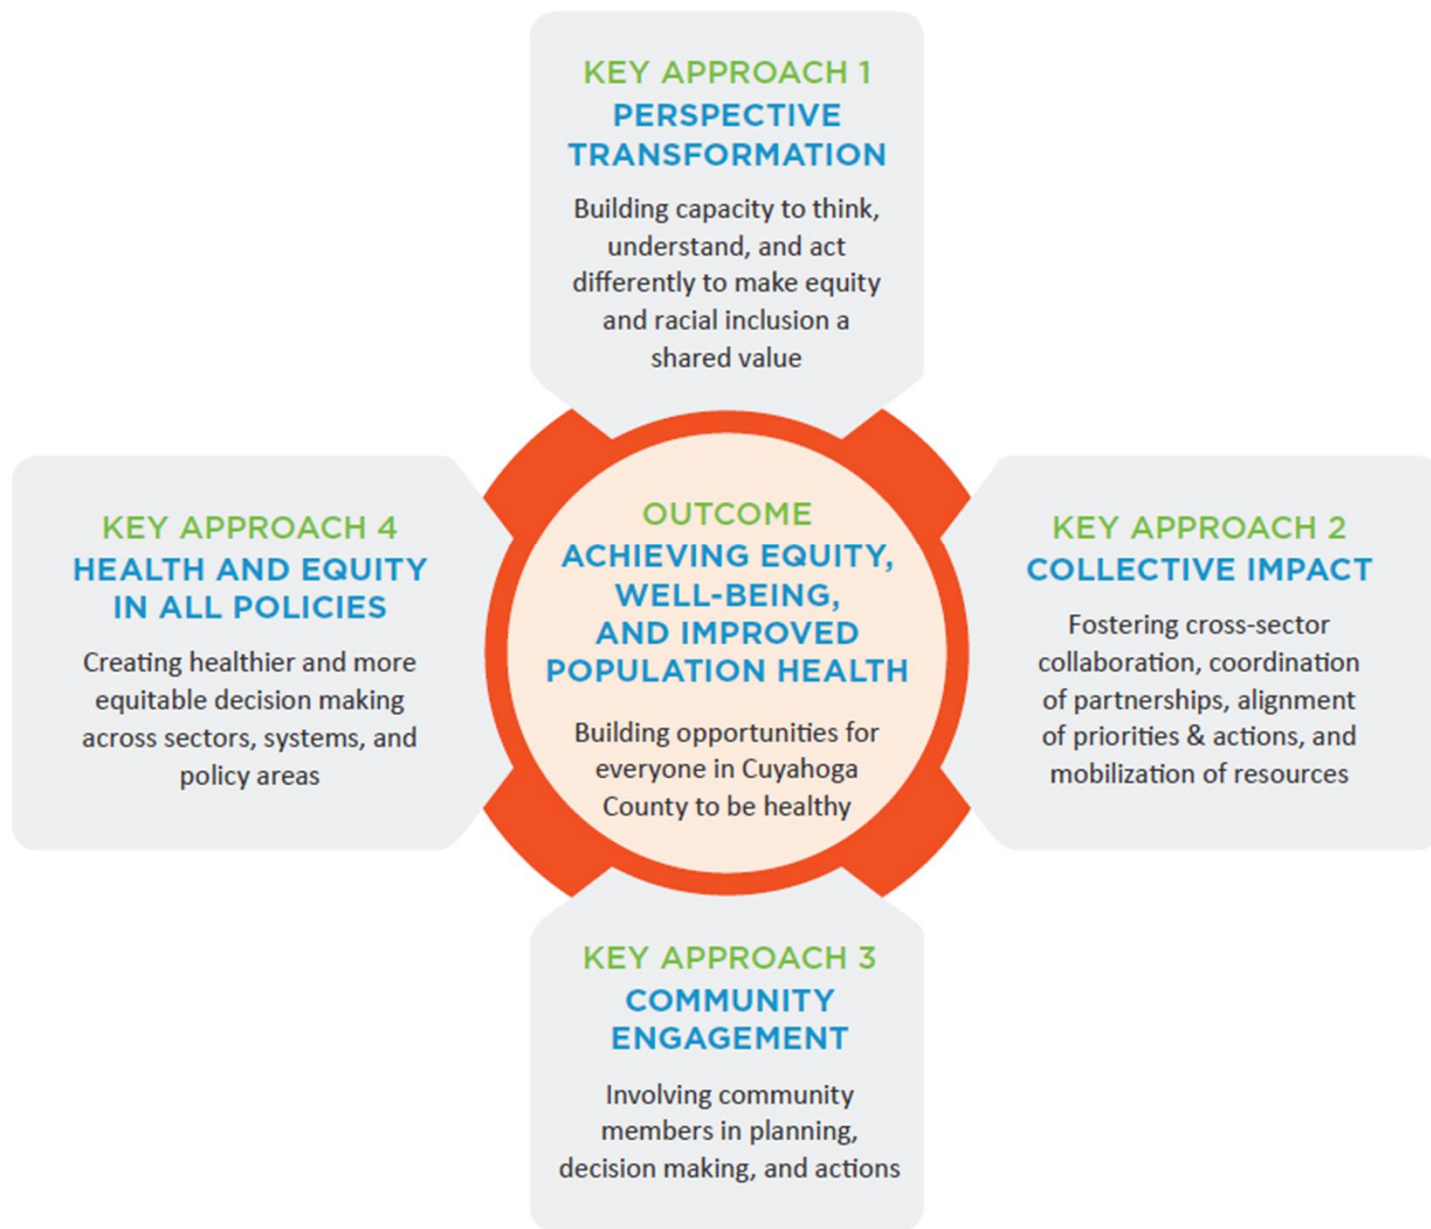 KEY APPROACH 1
PERSPECTIVE
TRANSFORMATION
Building capacity to think,
understand, and act
differently to make equity
and racial inclusion a
shared value
KEY APPROACH 4
HEALTH AND EQUITY
IN ALL POLICIES
Creating healthier and more
equitable decision making
across sectors, systems, and
policy areas
OUTCOME
ACHIEVING EQUITY,
WELL-BEING,
AND IMPROVED
POPULATION HEALTH
Building opportunities for
everyone in Cuyahoga
County to be healthy
KEY APPROACH 2
COLLECTIVE IMPACT
Fostering cross-sector
collaboration, coordination
of partnerships, alignment
of priorities & actions, and
mobilization of resources
KEY APPROACH 3
COMMUNITY
ENGAGEMENT
Involving community
members in planning,
decision making, and actions